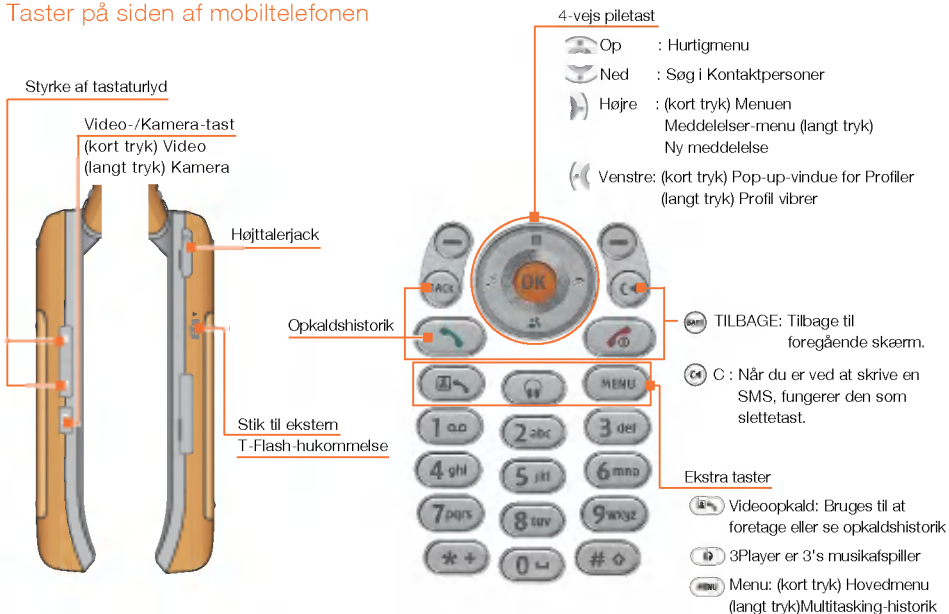 Taster på siden af mobiltelefonen
4-vejs piletast
Op : Hurtigmenu
Ned : Søg i Kontaktpersoner
Højre : (kort tryk) Menuen
Meddelelser-menu (langt tryk)
Ny meddelelse
Venstre: (kort tryk) Pop-up-vindue for Profiler
(langt tryk) Profil vibrer
Styrke af tastaturlyd
Video-/Kamera-tast
(kort tryk) Video
(langt tryk) Kamera
Højttalerjack
Opkaldshistorik
Stik til ekstern
T-Flash-hukommelse
BACK
OK
C
MENU
1
2 abc
3 def
4 ghi
5 jkl
6 mno
7 pqrs
8 tuv
9 wxyz
* +
0
#
TILBAGE: Tilbage til
foregående skærm.
C : Når du er ved at skrive en
SMS, fungerer den som
slettetast.
Ekstra taster
Videoopkald: Bruges til at
foretage eller se opkaldshistorik
3Player er 3's musikafspiller
MENU
Menu: (kort tryk) Hovedmenu
(langt tryk)Multitasking-historik